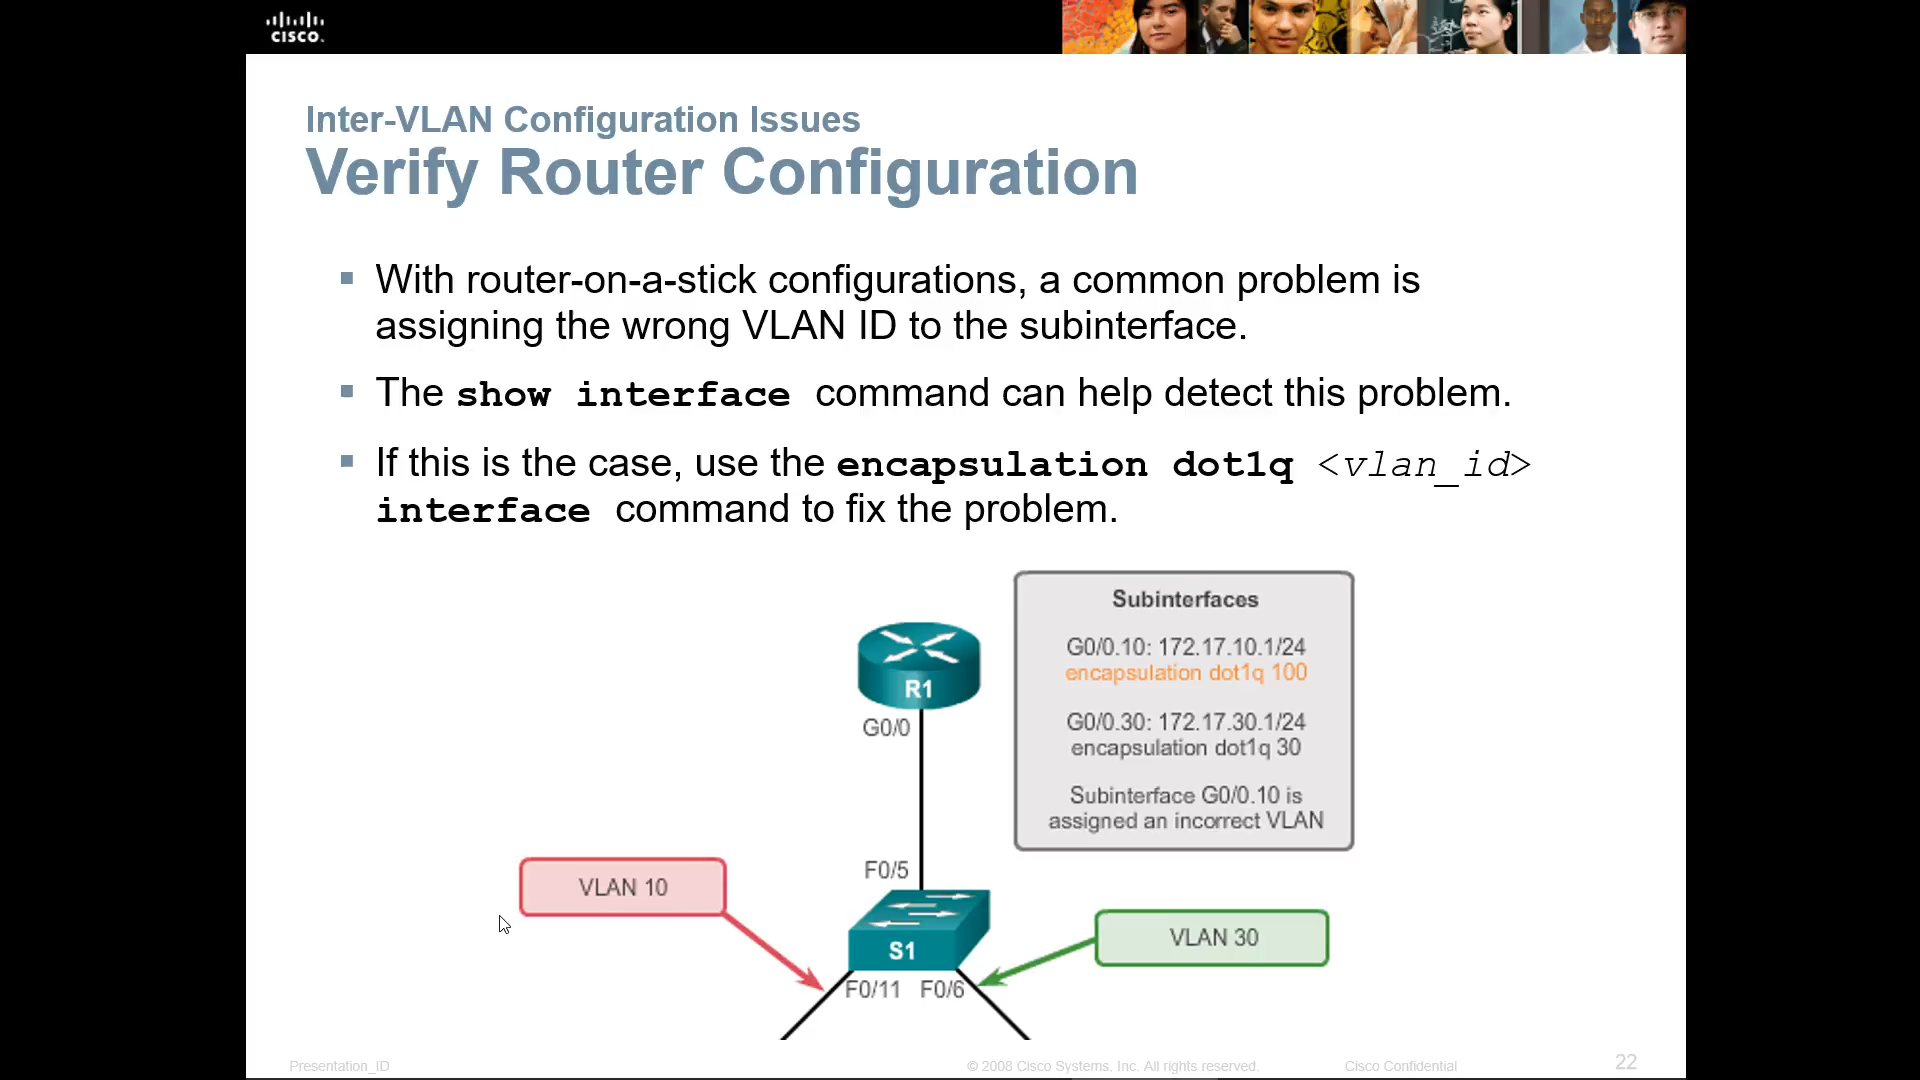 CISCO.
Inter-VLAN Configuration Issues
Verify Router Configuration
With router-on-a-stick configurations, a common problem is
assigning the wrong VLAN ID to the subinterface.
The show interface command can help detect this problem.
If this is the case, use the encapsulation dot1q <vlan_id>
interface command to fix the problem.
Subinterfaces
G0/0.10: 172.17.10.1/24
encapsulation dot1q 100
G0/0.30: 172.17.30.1/24
encapsulation dot1q 30
Subinterface G0/0.10 is
assigned an incorrect VLAN
R1
G0/0
F0/5
VLAN 10
S1
VLAN 30
F0/11 F0/6
Presentation_ID
© 2008 Cisco Systems, Inc. All rights reserved.
Cisco Confidential
22